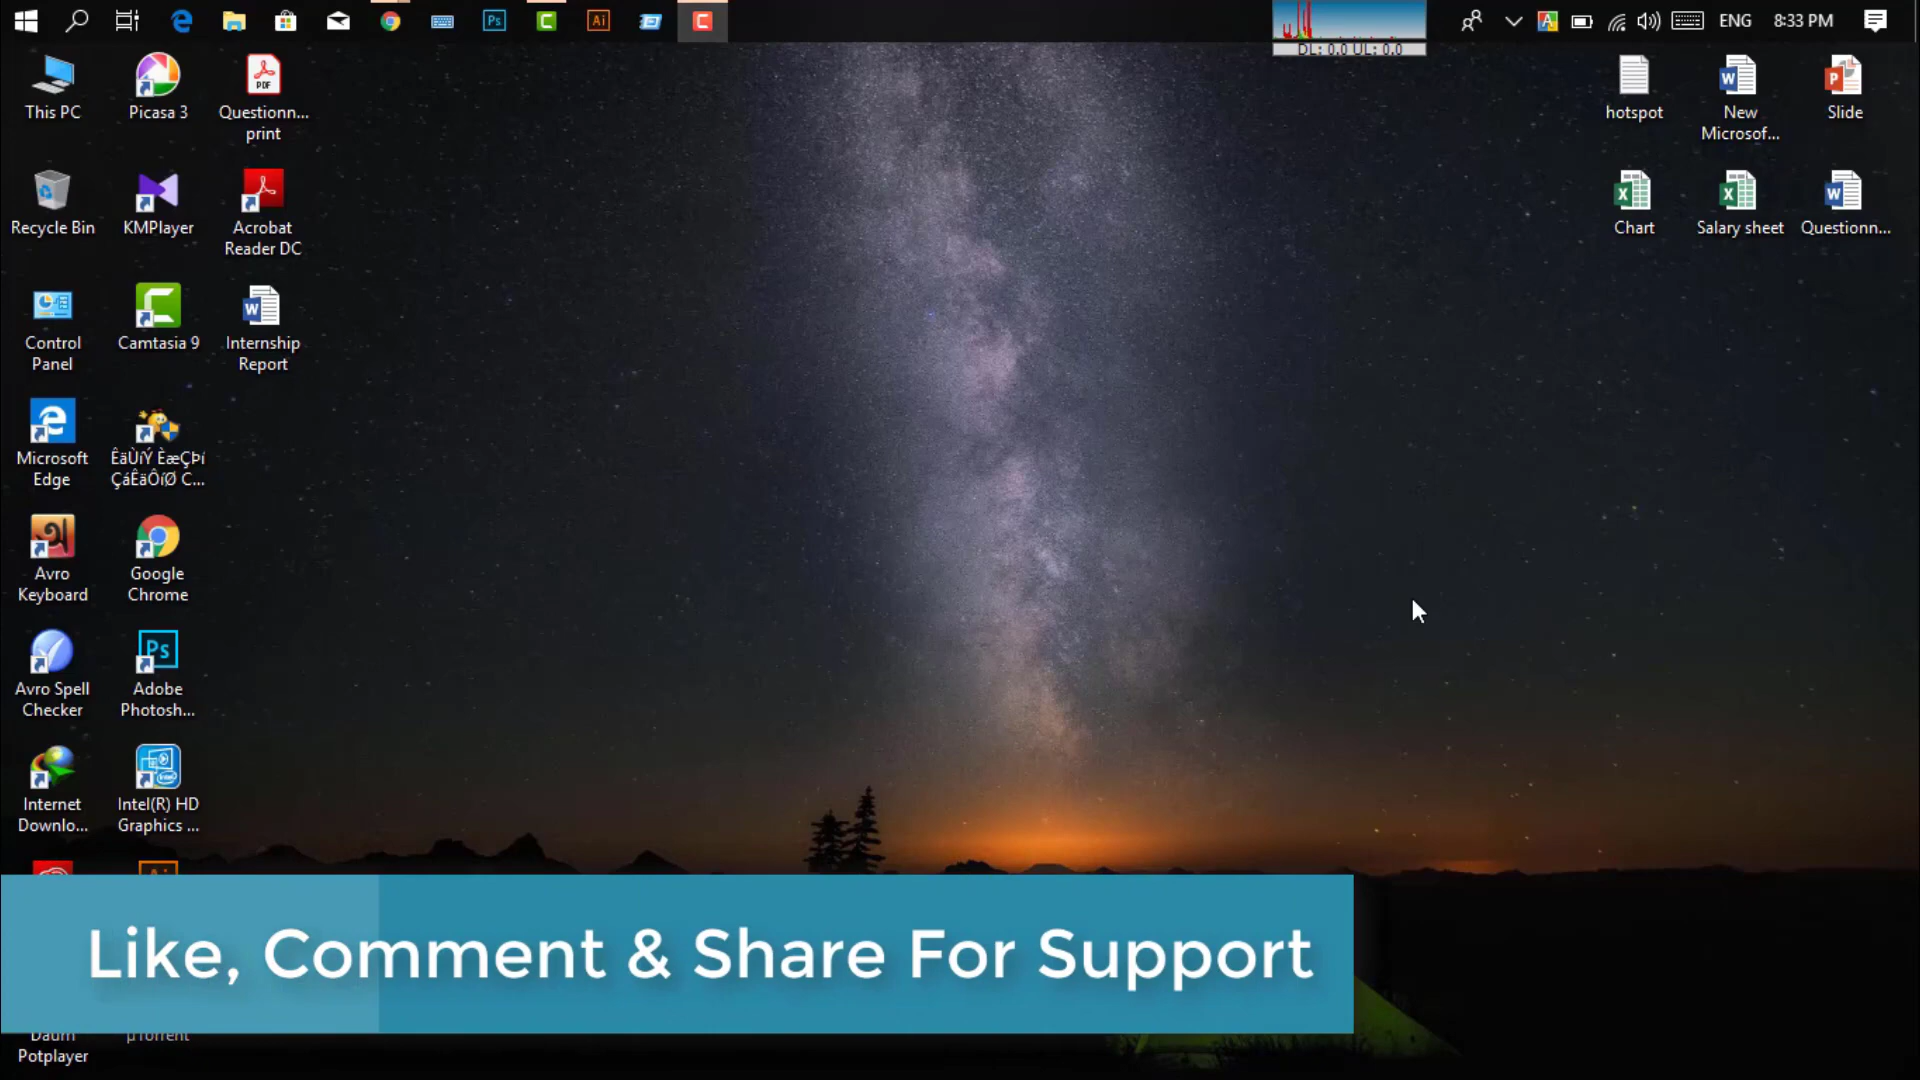 DL: 0.0 UL: 0.0
ENG
8:33 PM
This PC
Picasa 3
Questionn...
print
Recycle Bin
KMPlayer
Acrobat
Reader DC
Control
Panel
Camtasia 9
Internship
Report
Microsoft
Edge
ÊäÙíÝ ÈæÇÞí
ÇáÊäÔíØ C...
Avro
Keyboard
Google
Chrome
Avro Spell
Checker
Adobe
Photosh...
Internet
Downlo...
Intel(R) HD
Graphics ...
Daum
Potplayer
µTorrent
hotspot
New
Microsof...
Slide
Chart
Salary sheet
Questionn...
Like, Comment & Share For Support